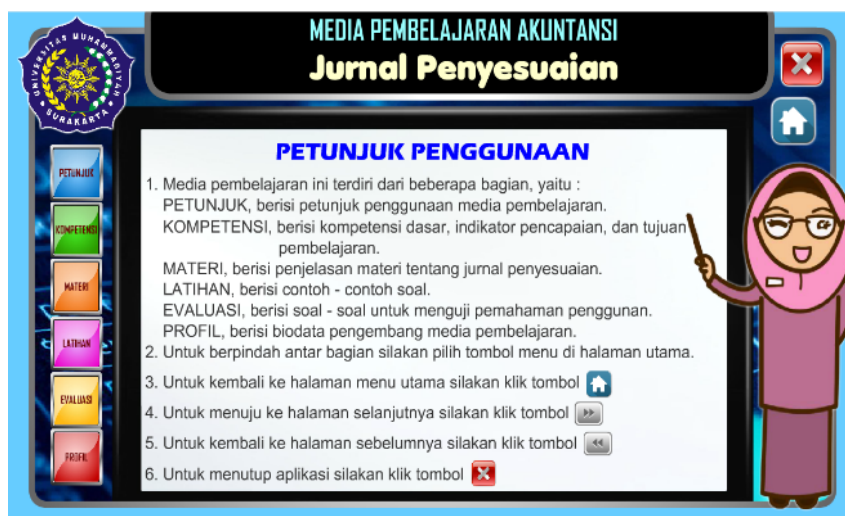 MEDIA PEMBELAJARAN AKUNTANSI
Jurnal Penyesuaian
UNIVERSITAS MUHAMMADIYAH
SURAKARTA
PETUNJUK
KOMPETENSI
MATERI
LATIHAN
EVALUASI
PROFIL
PETUNJUK PENGGUNAAN
1. Media pembelajaran ini terdiri dari beberapa bagian, yaitu :
PETUNJUK, berisi petunjuk penggunaan media pembelajaran.
KOMPETENSI, berisi kompetensi dasar, indikator pencapaian, dan tujuan
pembelajaran.
MATERI, berisi penjelasan materi tentang jurnal penyesuaian.
LATIHAN, berisi contoh - contoh soal.
EVALUASI, berisi soal - soal untuk menguji pemahaman penggunan.
PROFIL, berisi biodata pengembang media pembelajaran.
2. Untuk berpindah antar bagian silakan pilih tombol menu di halaman utama.
3. Untuk kembali ke halaman menu utama silakan klik tombol
4. Untuk menuju ke halaman selanjutnya silakan klik tombol
5. Untuk kembali ke halaman sebelumnya silakan klik tombol
6. Untuk menutup aplikasi silakan klik tombol